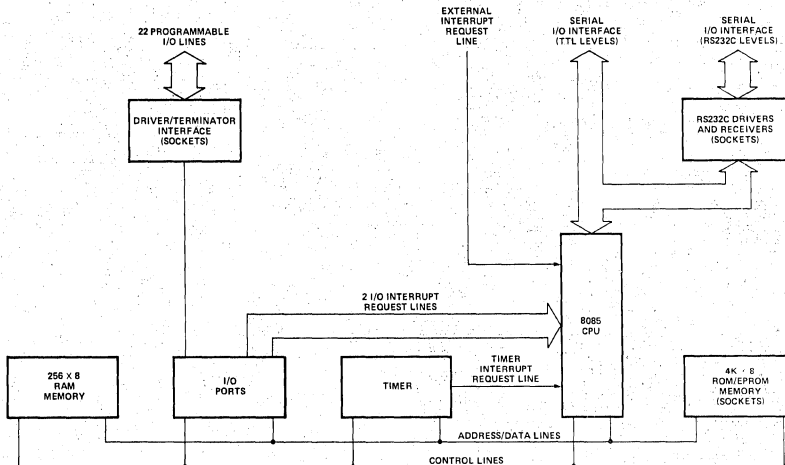 EXTERNAL
INTERRUPT
REQUEST
LINE
SERIAL
I/O INTERFACE
(TTL LEVELS)
SERIAL
I/O INTERFACE
(RS232C LEVELS)
22 PROGRAMMABLE
I/O LINES
DRIVER/TERMINATOR
INTERFACE
(SOCKETS)
RS232C DRIVERS
AND RECEIVERS
(SOCKETS)
2 I/O INTERRUPT
REQUEST LINES
8085
CPU
256 X 8
RAM
MEMORY
I/O
PORTS
TIMER
TIMER
INTERRUPT
REQUEST LINE
4K 8
ROM/EPROM
MEMORY
(SOCKETS)
ADDRESS/DATA LINES
CONTROL LINES